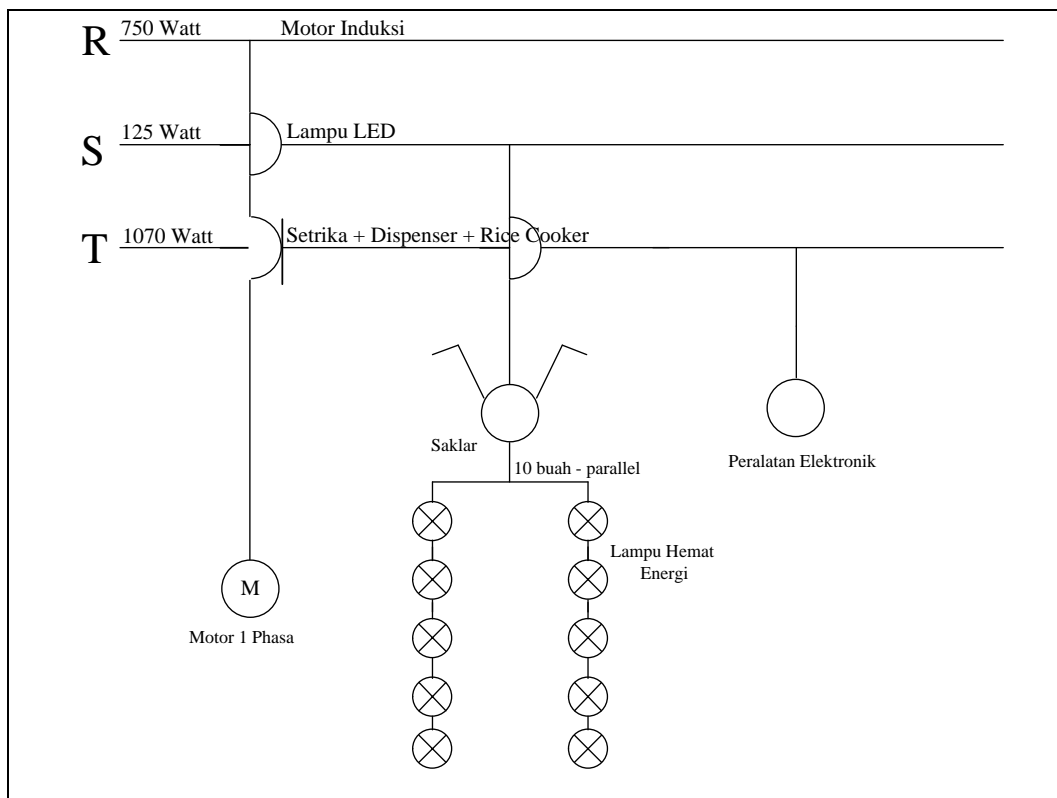 R 750 Watt Motor Induksi
S 125 Watt Lampu LED
T 1070 Watt Setrika + Dispenser + Rice Cooker
Saklar
10 buah - parallel
Peralatan Elektronik
Lampu Hemat
Energi
M
Motor 1 Phasa